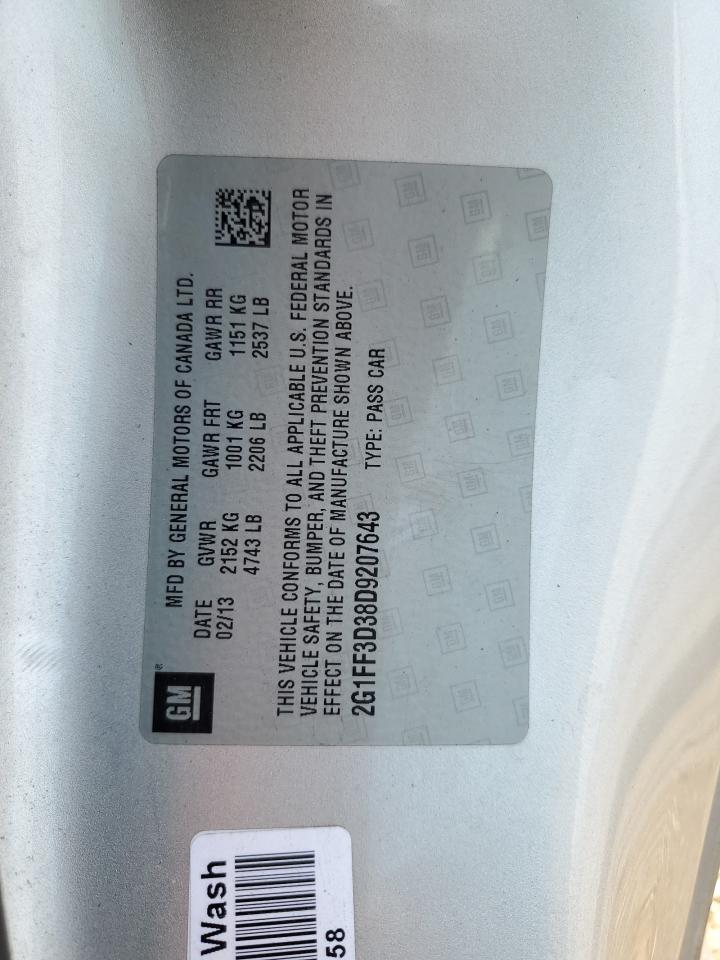 GM ®
MFD BY GENERAL MOTORS OF CANADA LTD.
DATE GVWR GAWR FRT GAWR RR
02/13 2152 KG 1001 KG 1151 KG
4743 LB 2206 LB 2537 LB
THIS VEHICLE CONFORMS TO ALL APPLICABLE U.S. FEDERAL MOTOR
VEHICLE SAFETY, BUMPER, AND THEFT PREVENTION STANDARDS IN
EFFECT ON THE DATE OF MANUFACTURE SHOWN ABOVE.
2G1FF3D38D9207643 TYPE: PASS CAR
Wash
58